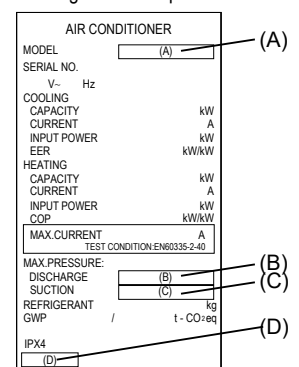 AIR CONDITIONER
MODEL (A) (A)
SERIAL NO.
V~ Hz
COOLING
CAPACITY kW
CURRENT A
INPUT POWER kW
EER kW/kW
HEATING
CAPACITY kW
CURRENT A
INPUT POWER kW
COP kW/kW
MAX.CURRENT A
TEST CONDITION:EN60335-2-40
MAX.PRESSURE:
DISCHARGE (B) (B)
SUCTION (C) (C)
REFRIGERANT kg
GWP / t - CO2eq
IPX4
(D) (D)